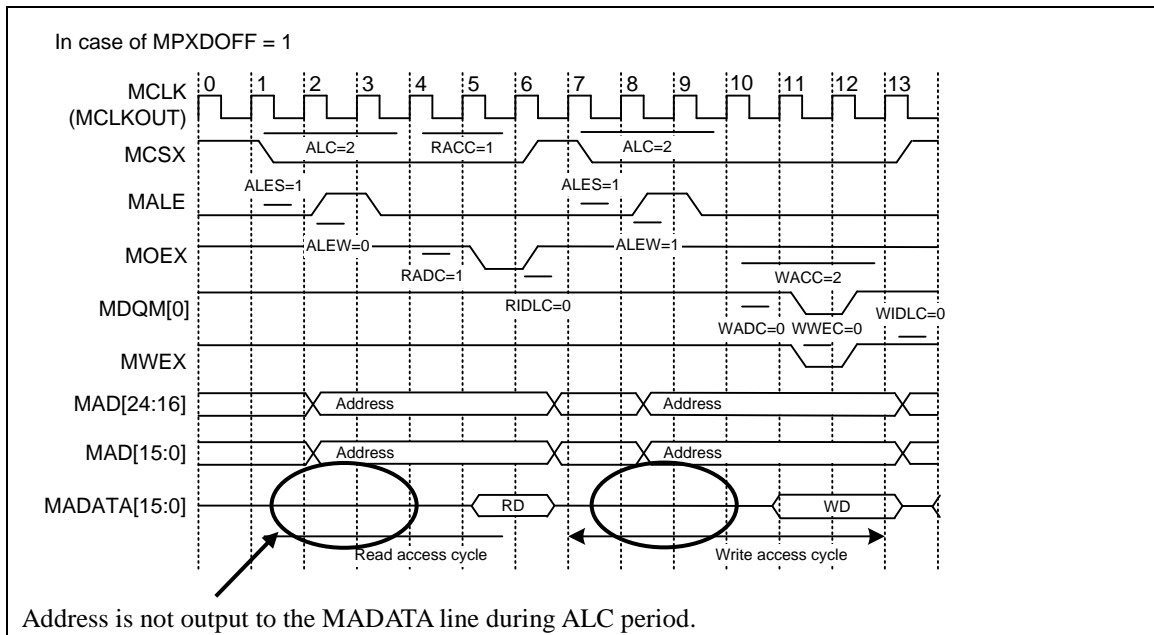 In case of MPXDOFF = 1
0 1 2 3 4 5 6 7 8 9 10 11 12 13
MCLK
(MCLKOUT)
ALC=2 RACC=1 ALC=2
MCSX
ALES=1 ALES=1
MALE
ALEW=0 ALEW=1
MOEX
RADC=1 WACC=2
RIDLC=0
MDQM[0]
WADC=0 WWEC=0 WIDLC=0
MWEX
MAD[24:16] Address Address
MAD[15:0] Address Address
MADATA[15:0] RD WD
Read access cycle Write access cycle
Address is not output to the MADATA line during ALC period.